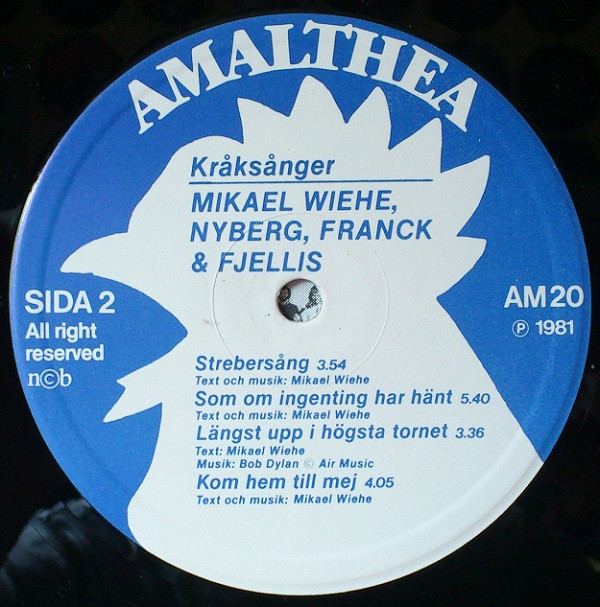 AMALTHEA
Kråksånger
MIKAEL WIEHE,
NYBERG, FRANCK
& FJELLIS
SIDA 2
All right
reserved
n©b
AM 20
℗ 1981
Strebersång 3.54
Text och musik: Mikael Wiehe
Som om ingenting har hänt 5.40
Text och musik: Mikael Wiehe
Längst upp i högsta tornet 3.36
Text: Mikael Wiehe
Musik: Bob Dylan © Air Music
Kom hem till mej 4.05
Text och musik: Mikael Wiehe